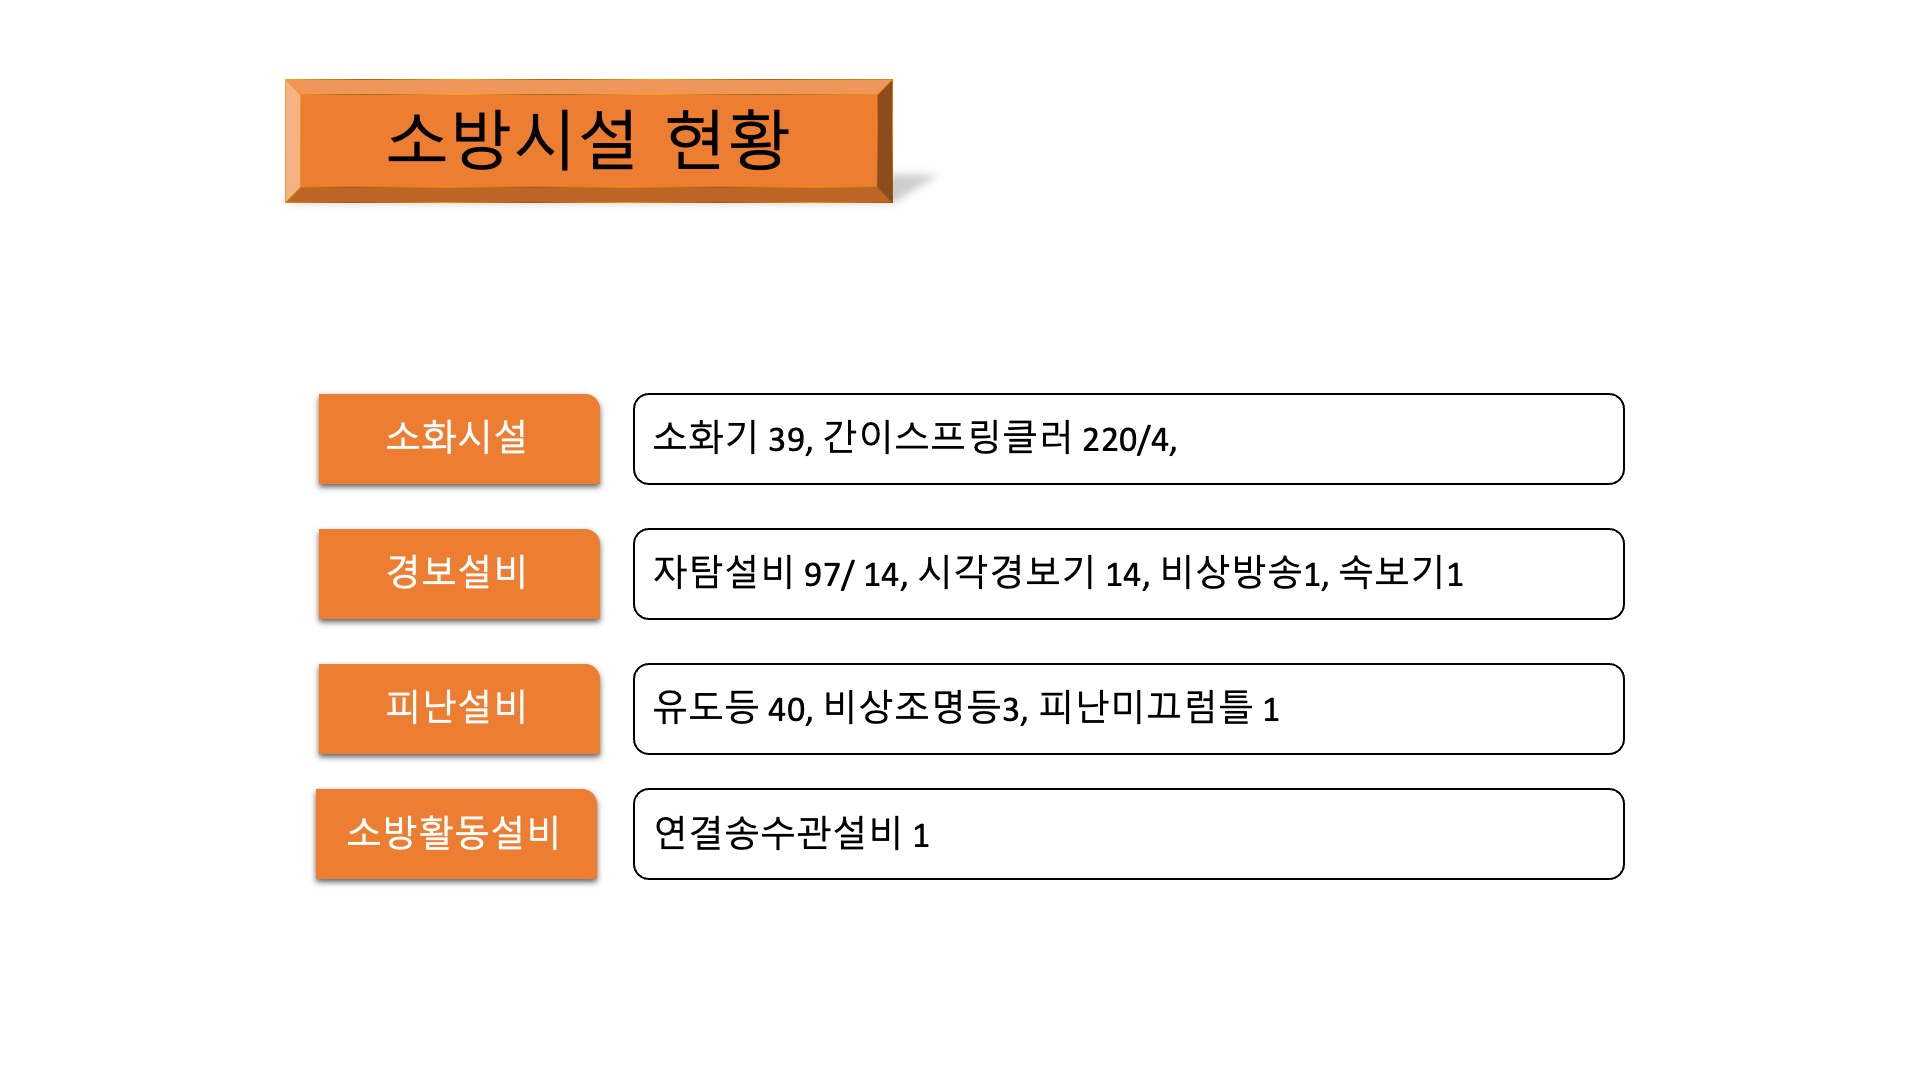 소방시설 현황
소화시설
소화기 39, 간이스프링클러 220/4,
경보설비
자탐설비 97/ 14, 시각경보기 14, 비상방송1, 속보기1
피난설비
유도등 40, 비상조명등3, 피난미끄럼틀 1
소방활동설비
연결송수관설비 1